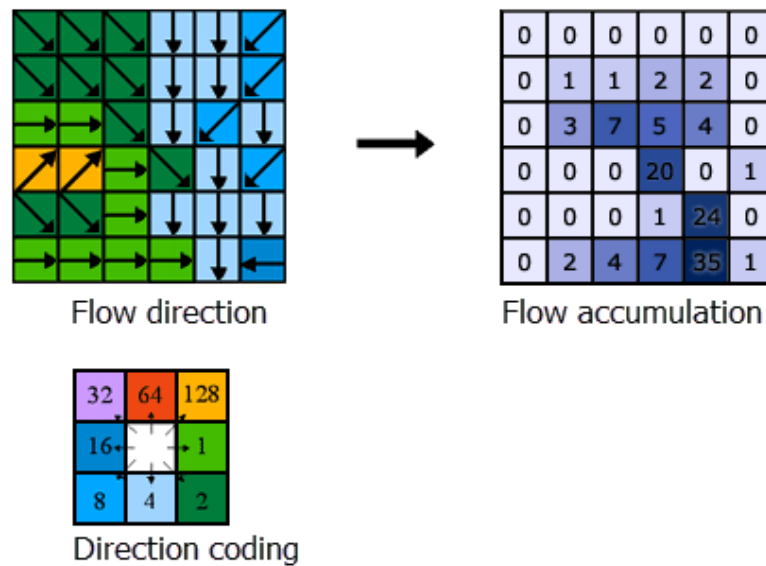 0 0 0 0 0 0
0 1 1 2 2 0
0 3 7 5 4 0
0 0 0 20 0 1
0 0 0 1 24 0
0 2 4 7 35 1
Flow direction
Flow accumulation
32 64 128
16 1
8 4 2
Direction coding